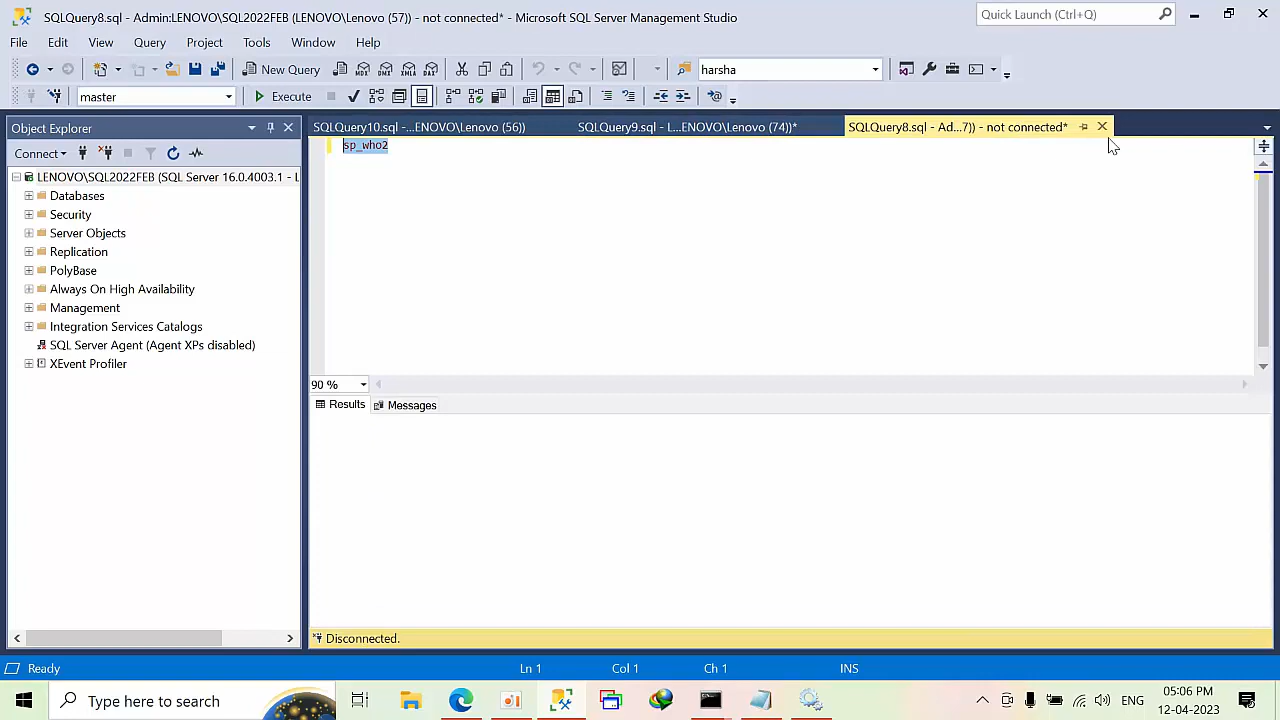 SQLQuery8.sql - Admin:LENOVO\SQL2022FEB (LENOVO\Lenovo (57)) - not connected* - Microsoft SQL Server Management Studio
Quick Launch (Ctrl+Q)
File Edit View Query Project Tools Window Help
New Query MDX DMX XMLA DAX harsha
master Execute
Object Explorer
SQLQuery10.sql -...ENOVO\Lenovo (56))
SQLQuery9.sql - L...ENOVO\Lenovo (74))*
SQLQuery8.sql - Ad...7)) - not connected*
Connect
sp_who2
LENOVO\SQL2022FEB (SQL Server 16.0.4003.1 - L
Databases
Security
Server Objects
Replication
PolyBase
Always On High Availability
Management
Integration Services Catalogs
SQL Server Agent (Agent XPs disabled)
XEvent Profiler
90 %
Results Messages
Disconnected.
Ready Ln 1 Col 1 Ch 1 INS
Type here to search
ENG
05:06 PM
12-04-2023